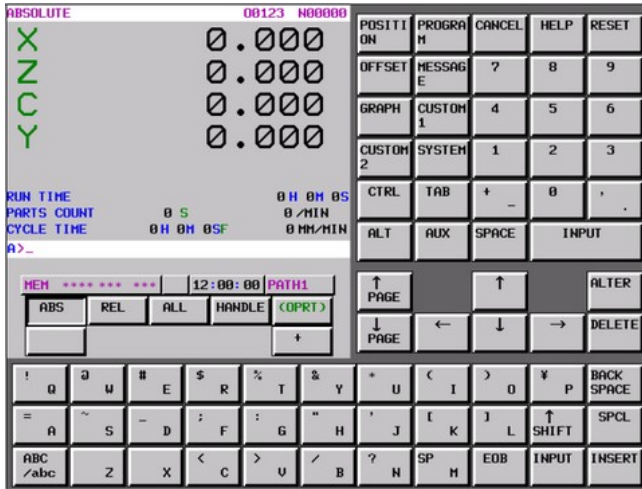 ABSOLUTE O0123 N00000
X 0.000
Z 0.000
C 0.000
Y 0.000
RUN TIME 0H 0M 0S
PARTS COUNT 0 S 0 /MIN
CYCLE TIME 0H 0M 0SF 0 MM/MIN
A>_
MEM **** *** *** 12:00:00 PATH1
ABS REL ALL HANDLE (OPRT)
+
POSITI PROGRA CANCEL HELP RESET
ON M
OFFSET MESSAG 7 8 9
E
GRAPH CUSTOM 4 5 6
1
CUSTOM SYSTEM 1 2 3
2
CTRL TAB + 0 ,
- .
ALT AUX SPACE INPUT
↑ ↑ ALTER
PAGE
↓ ← ↓ → DELETE
PAGE
! @ # $ % & * ( ) ¥ BACK
Q W E R T Y U I O P SPACE
= ~ _ ; : " ' [ ] ↑ SPCL
A S D F G H J K L SHIFT
ABC < > / ? SP EOB INPUT INSERT
/abc Z X C V B N M